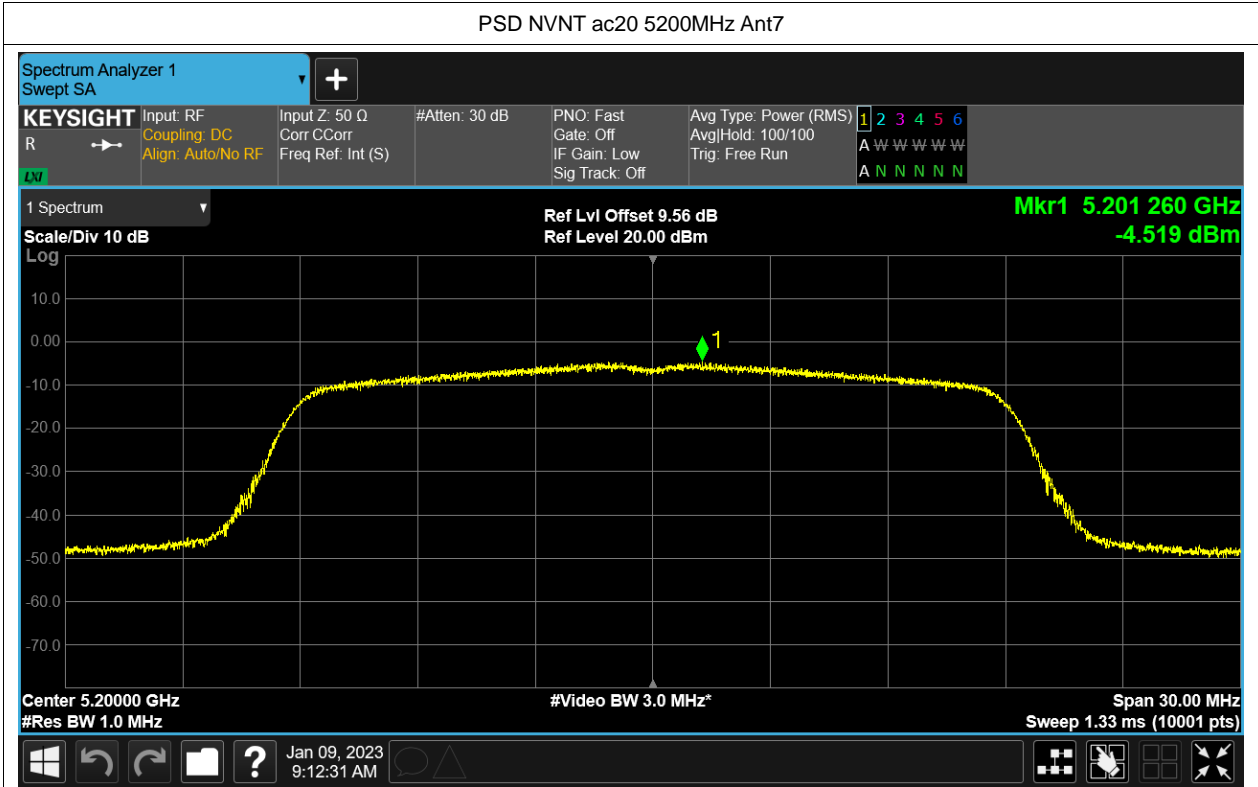 PSD NVNT ac20 5200MHz Ant7
Spectrum Analyzer 1
Swept SA
KEYSIGHT
R
LXI
Input: RF
Coupling: DC
Align: Auto/No RF
Input Z: 50 Ω
Corr CCorr
Freq Ref: Int (S)
#Atten: 30 dB
PNO: Fast
Gate: Off
IF Gain: Low
Sig Track: Off
Avg Type: Power (RMS)
Avg|Hold: 100/100
Trig: Free Run
1 2 3 4 5 6
A W W W W W
A N N N N N
1 Spectrum
Scale/Div 10 dB
Log
Ref Lvl Offset 9.56 dB
Ref Level 20.00 dBm
Mkr1 5.201 260 GHz
-4.519 dBm
10.0
0.00
-10.0
-20.0
-30.0
-40.0
-50.0
-60.0
-70.0
1
Center 5.20000 GHz
#Res BW 1.0 MHz
#Video BW 3.0 MHz*
Span 30.00 MHz
Sweep 1.33 ms (10001 pts)
?
Jan 09, 2023
9:12:31 AM